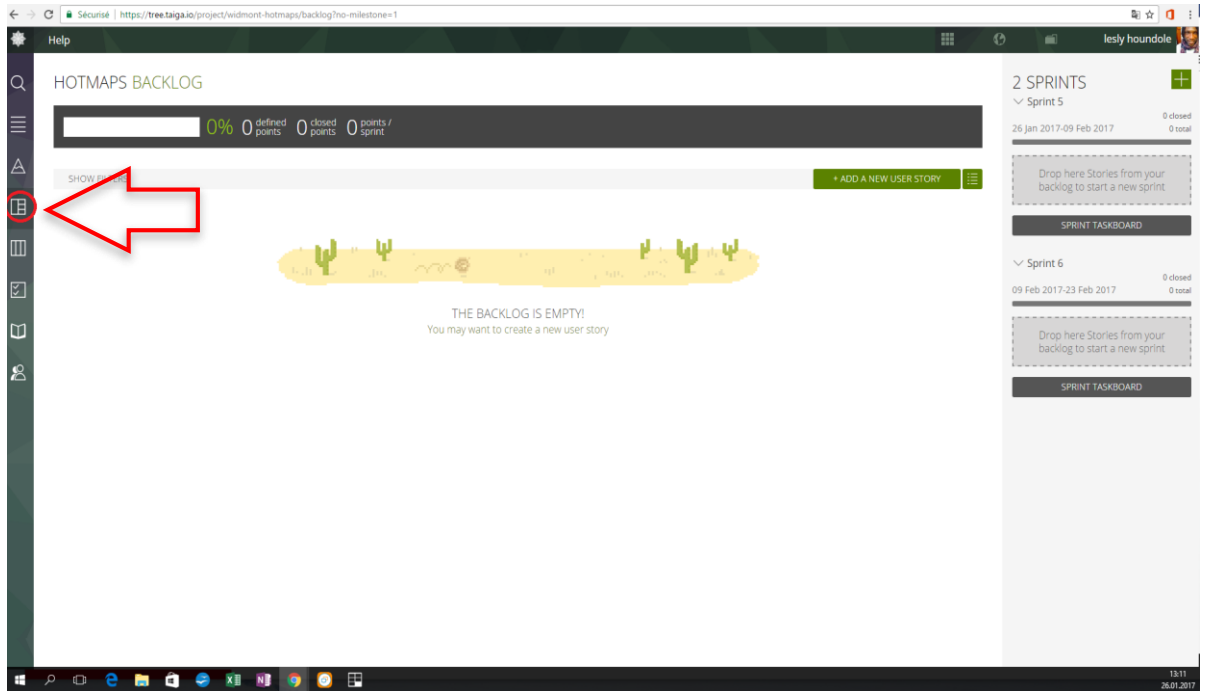 Sécurisé | https://tree.taiga.io/project/widmont-hotmaps/backlog?no-milestone=1
Help
lesly houndole
HOTMAPS BACKLOG
0% 0 defined points 0 closed points 0 points / sprint
SHOW FILTERS
+ ADD A NEW USER STORY
THE BACKLOG IS EMPTY!
You may want to create a new user story
2 SPRINTS
Sprint 5
0 closed
26 Jan 2017-09 Feb 2017 0 total
Drop here Stories from your
backlog to start a new sprint
SPRINT TASKBOARD
Sprint 6
0 closed
09 Feb 2017-23 Feb 2017 0 total
Drop here Stories from your
backlog to start a new sprint
SPRINT TASKBOARD
13:11
26.01.2017